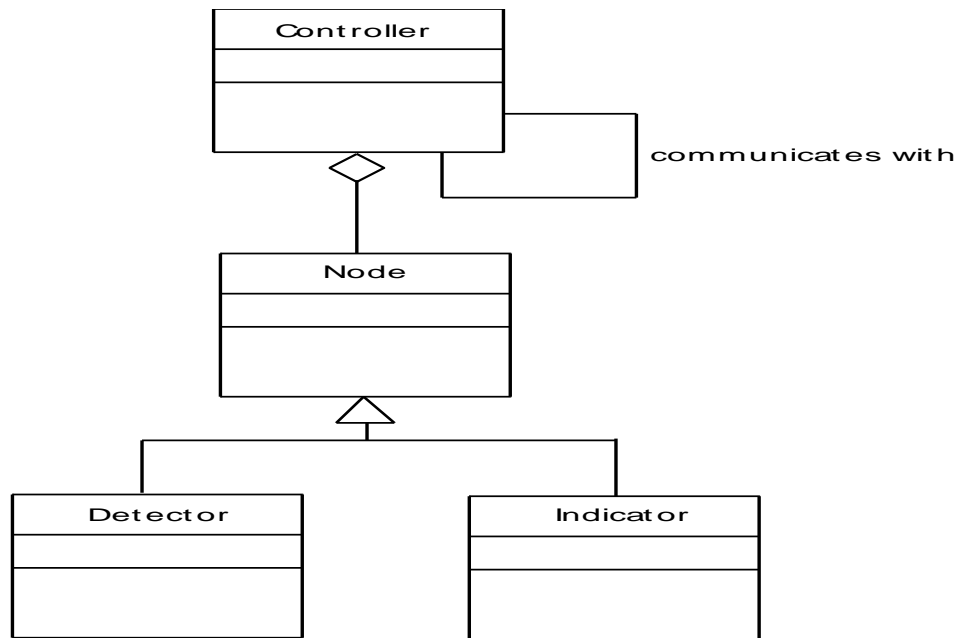 Controller
communicates with
Node
Detector
Indicator